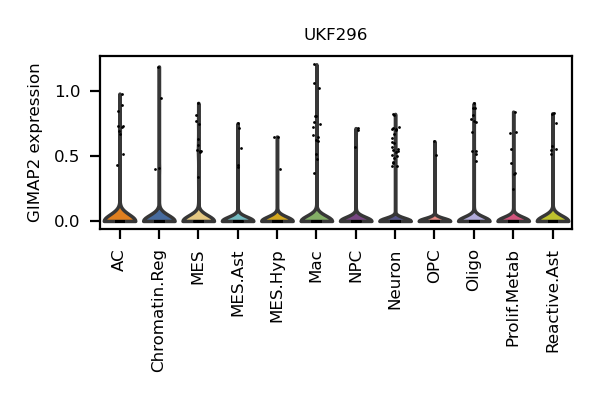 UKF296
GIMAP2 expression
1.0
0.5
0.0
AC
Chromatin.Reg
MES
MES.Ast
MES.Hyp
Mac
NPC
Neuron
OPC
Oligo
Prolif.Metab
Reactive.Ast